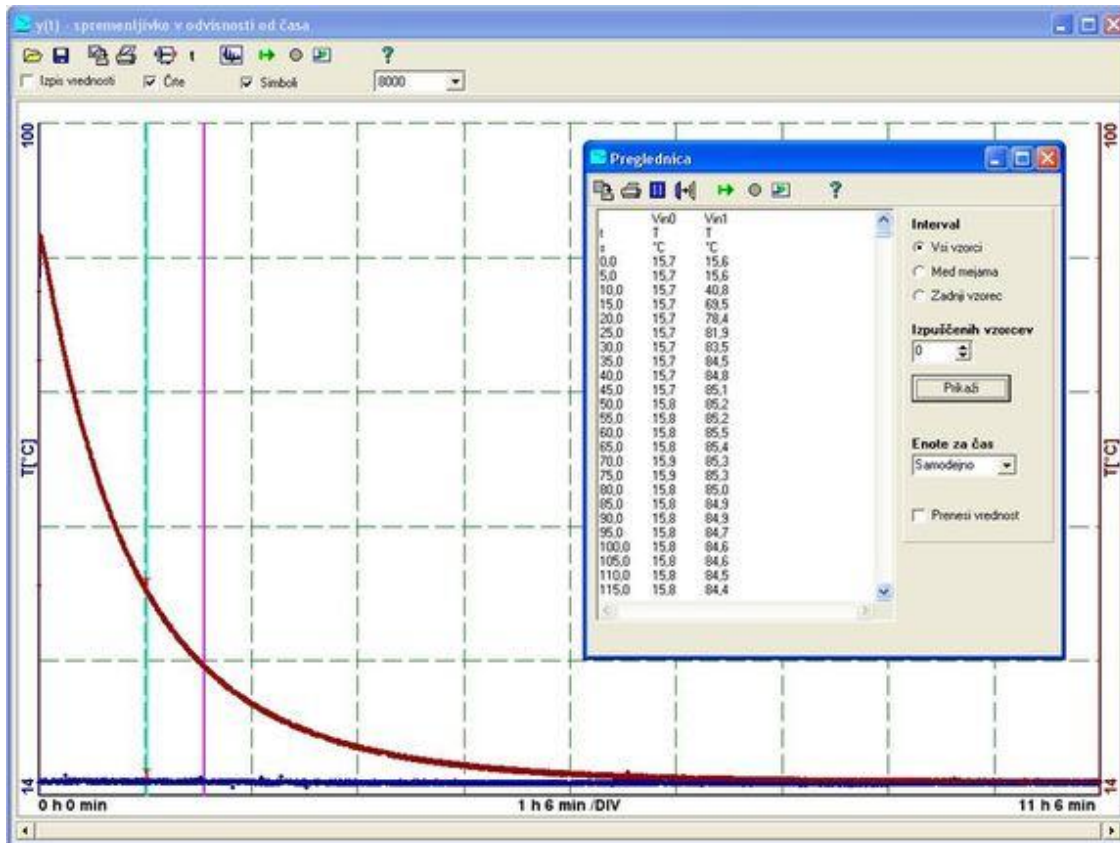 y(t) - spremenljivke v odvisnosti od časa
t
?
Izpis vrednosti
Črte
Simboli
8000
100
T[°C]
14
0 h 0 min
1 h 6 min /DIV
11 h 6 min
100
T[°C]
14
Preglednica
?
Vin0 Vin1
t T T
s °C °C
0,0 15,7 15,6
5,0 15,7 15,6
10,0 15,7 40,8
15,0 15,7 69,5
20,0 15,7 78,4
25,0 15,7 81,9
30,0 15,7 83,5
35,0 15,7 84,5
40,0 15,7 84,8
45,0 15,7 85,1
50,0 15,8 85,2
55,0 15,8 85,2
60,0 15,8 85,5
65,0 15,8 85,4
70,0 15,9 85,3
75,0 15,9 85,3
80,0 15,8 85,0
85,0 15,8 84,9
90,0 15,8 84,9
95,0 15,8 84,7
100,0 15,8 84,6
105,0 15,8 84,6
110,0 15,8 84,5
115,0 15,8 84,4
Interval
Vsi vzorci
Med mejama
Zadnji vzorec
Izpuščenih vzorcev
0
Prikaži
Enote za čas
Samodejno
Prenesi vrednost